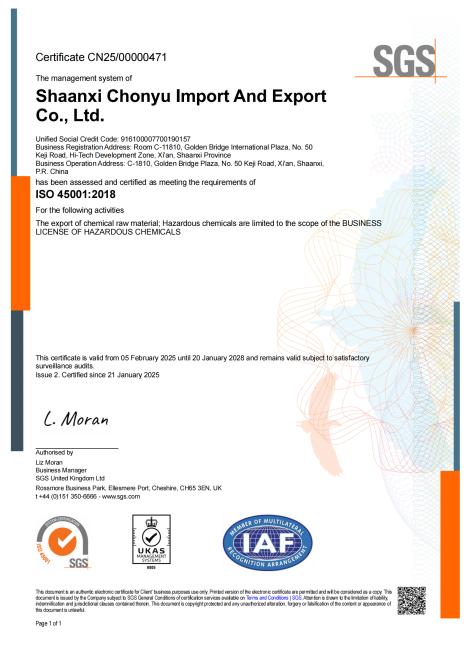 SGS
Certificate CN25/00000471
The management system of
Shaanxi Chonyu Import And Export
Co., Ltd.
Unified Social Credit Code: 916100007700190157
Business Registration Address: Room C-11810, Golden Bridge International Plaza, No. 50
Keji Road, Hi-Tech Development Zone, Xi'an, Shaanxi Province
Business Operation Address: C-1810, Golden Bridge Plaza, No. 50 Keji Road, Xi'an, Shaanxi,
P.R. China
has been assessed and certified as meeting the requirements of
ISO 45001:2018
For the following activities
The export of chemical raw material; Hazardous chemicals are limited to the scope of the BUSINESS
LICENSE OF HAZARDOUS CHEMICALS
This certificate is valid from 05 February 2025 until 20 January 2028 and remains valid subject to satisfactory
surveillance audits.
Issue 2. Certified since 21 January 2025
L. Moran
Authorised by
Liz Moran
Business Manager
SGS United Kingdom Ltd
Rossmore Business Park, Ellesmere Port, Cheshire, CH65 3EN, UK
t +44 (0)151 350-6666 - www.sgs.com
ISO 45001
SGS
UKAS
MANAGEMENT
SYSTEMS
0005
MEMBER OF MULTILATERAL
IAF
RECOGNITION ARRANGEMENT
This document is an authentic electronic certificate for Client' business purposes use only. Printed version of the electronic certificate are permitted and will be considered as a copy. This
document is issued by the Company subject to SGS General Conditions of certification services available on Terms and Conditions | SGS. Attention is drawn to the limitation of liability,
indemnification and jurisdictional clauses contained therein. This document is copyright protected and any unauthorized alteration, forgery or falsification of the content or appearance of
this document is unlawful.
Page 1 of 1